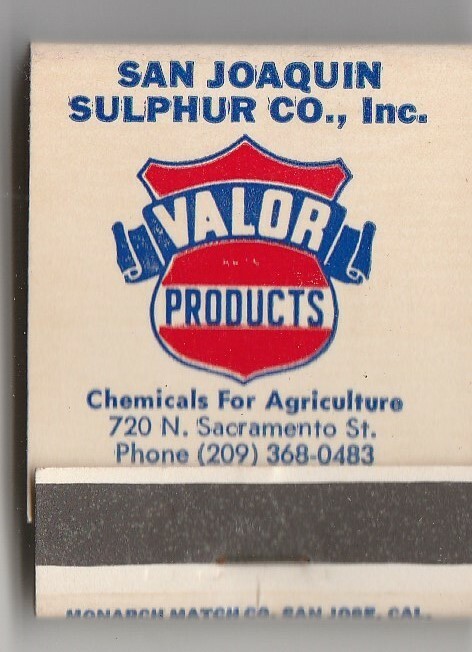 SAN JOAQUIN
SULPHUR CO., Inc.
VALOR
PRODUCTS
Chemicals For Agriculture
720 N. Sacramento St.
Phone (209) 368-0483
MONARCH MATCH CO. SAN JOSE, CAL.